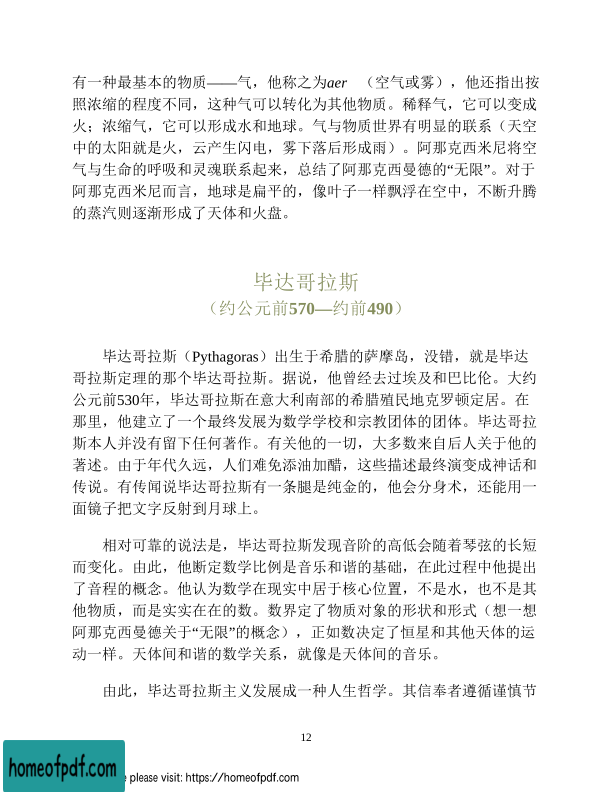 有一种最基本的物质——气，他称之为aer （空气或雾），他还指出按
照浓缩的程度不同，这种气可以转化为其他物质。稀释气，它可以变成
火；浓缩气，它可以形成水和地球。气与物质世界有明显的联系（天空
中的太阳就是火，云产生闪电，雾下落后形成雨）。阿那克西米尼将空
气与生命的呼吸和灵魂联系起来，总结了阿那克西曼德的“无限”。对于
阿那克西米尼而言，地球是扁平的，像叶子一样飘浮在空中，不断升腾
的蒸汽则逐渐形成了天体和火盘。
毕达哥拉斯
（约公元前570—约前490）
毕达哥拉斯（Pythagoras）出生于希腊的萨摩岛，没错，就是毕达
哥拉斯定理的那个毕达哥拉斯。据说，他曾经去过埃及和巴比伦。大约
公元前530年，毕达哥拉斯在意大利南部的希腊殖民地克罗顿定居。在
那里，他建立了一个最终发展为数学学校和宗教团体的团体。毕达哥拉
斯本人并没有留下任何著作。有关他的一切，大多数来自后人关于他的
著述。由于年代久远，人们难免添油加醋，这些描述最终演变成神话和
传说。有传闻说毕达哥拉斯有一条腿是纯金的，他会分身术，还能用一
面镜子把文字反射到月球上。
相对可靠的说法是，毕达哥拉斯发现音阶的高低会随着琴弦的长短
而变化。由此，他断定数学比例是音乐和谐的基础，在此过程中他提出
了音程的概念。他认为数学在现实中居于核心位置，不是水，也不是其
他物质，而是实实在在的数。数界定了物质对象的形状和形式（想一想
阿那克西曼德关于“无限”的概念），正如数决定了恒星和其他天体的运
动一样。天体间和谐的数学关系，就像是天体间的音乐。
由此，毕达哥拉斯主义发展成一种人生哲学。其信奉者遵循谨慎节
12
homeofpdf.com
please visit: https://homeofpdf.com